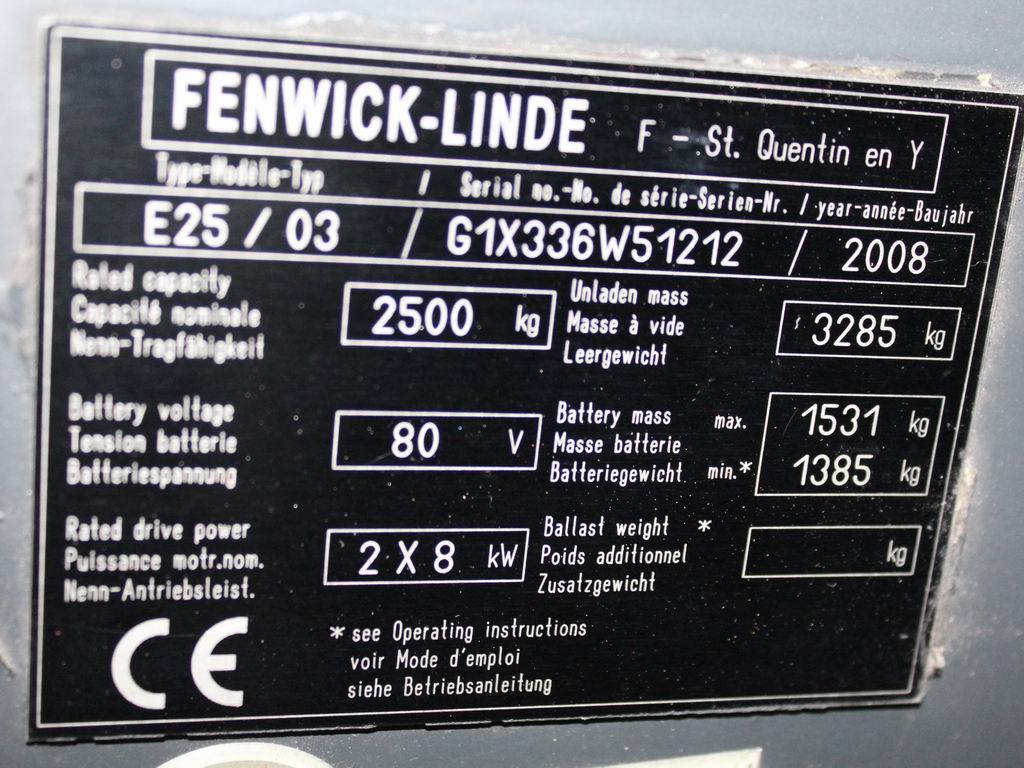 FENWICK-LINDE F - St. Quentin en Y
Type-Modèle-Typ / Serial no.-No. de série-Serien-Nr. / year-année-Baujahr
E25 / 03 / G1X336W51212 / 2008
Rated capacity
Capacité nominale
Nenn-Tragfähigkeit
2500 kg
Unladen mass
Masse à vide
Leergewicht
3285 kg
Battery voltage
Tension batterie
Batteriespannung
80 V
Battery mass max. 1531 kg
Masse batterie
Batteriegewicht min.* 1385 kg
Rated drive power
Puissance motr.nom.
Nenn-Antriebsleist.
2 X 8 kW
Ballast weight *
Poids additionnel
Zusatzgewicht
kg
CE
* see Operating instructions
voir Mode d'emploi
siehe Betriebsanleitung